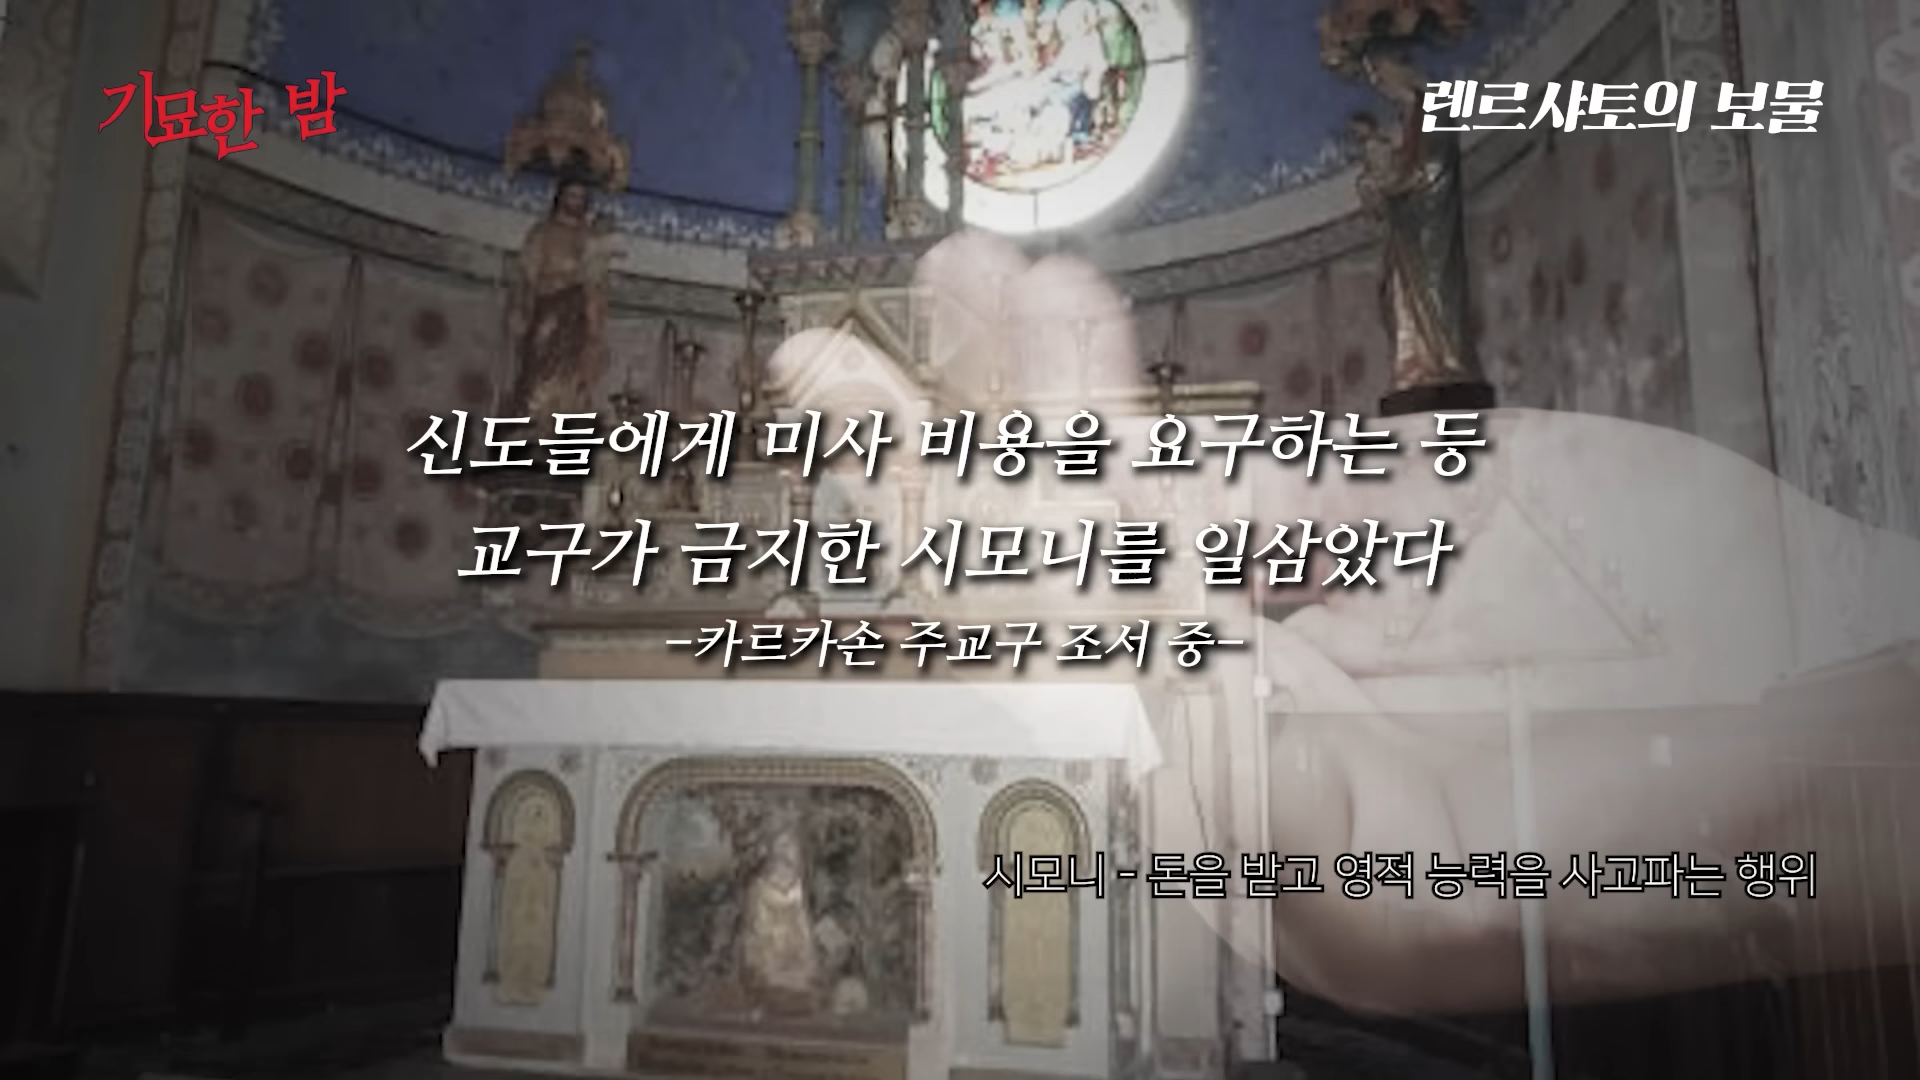 기묘한 밤
렌르샤토의 보물
신도들에게 미사 비용을 요구하는 등
교구가 금지한 시모니를 일삼았다
-카르카손 주교구 조서 중-
시모니 - 돈을 받고 영적 능력을 사고파는 행위